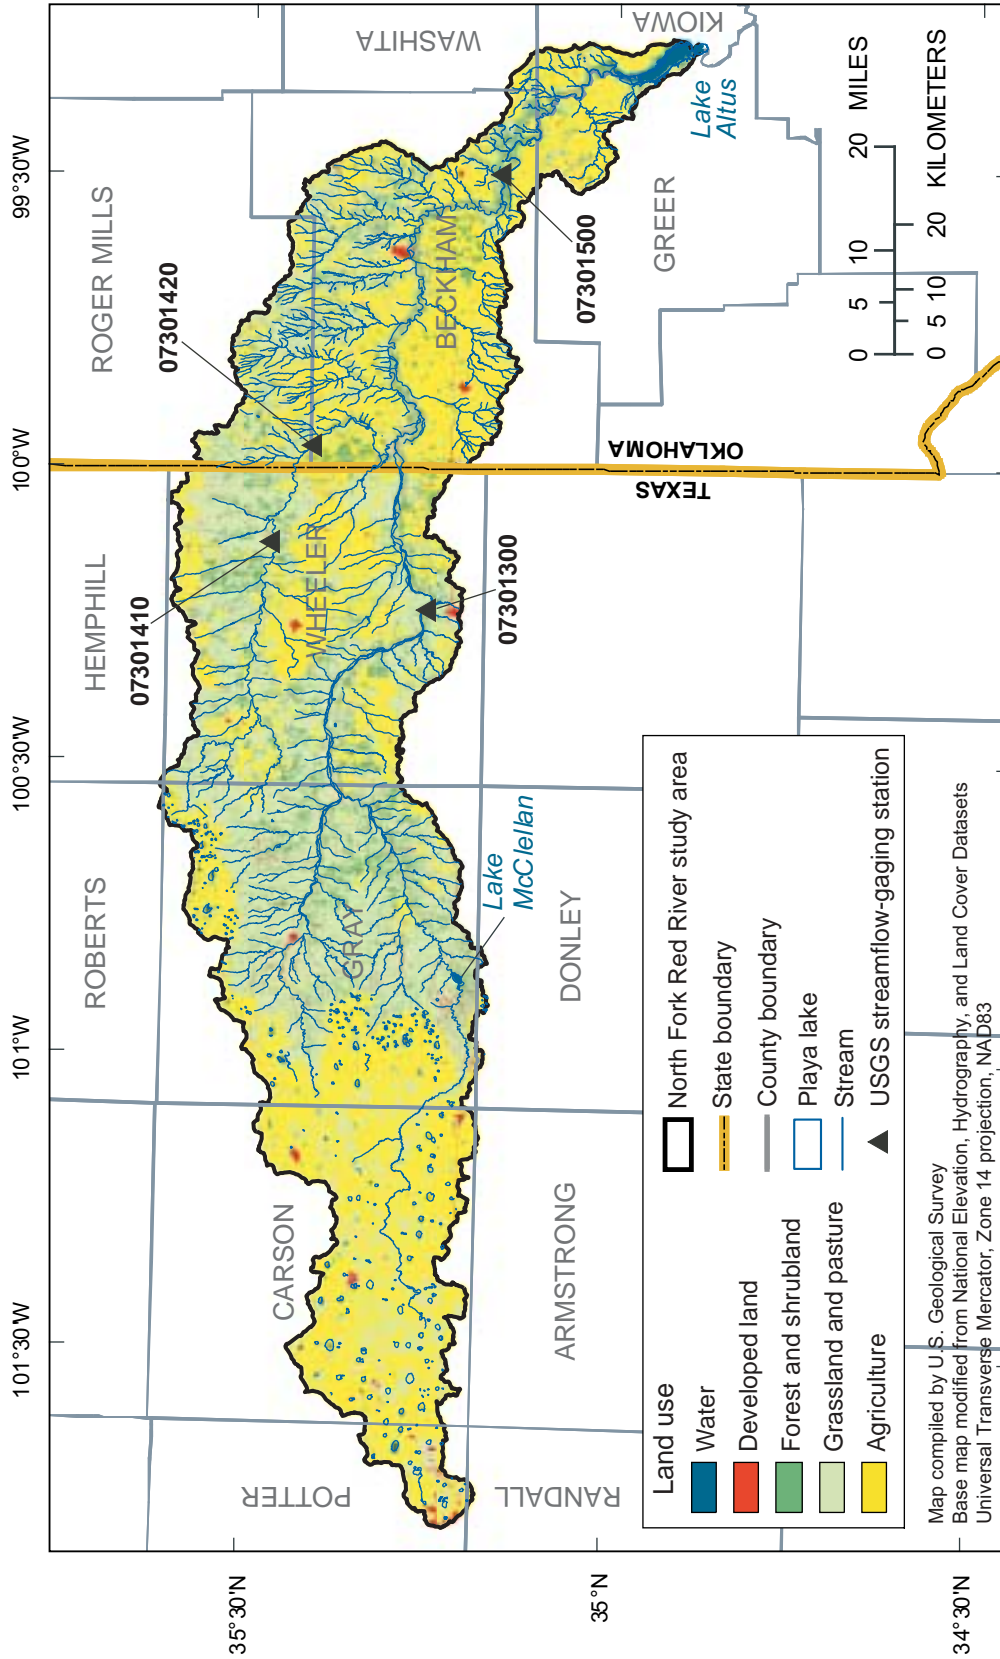 101°30'W
101°W
100°30'W
100°W
99°30'W
35°30'N
35°N
34°30'N
ROBERTS
HEMPHILL
ROGER MILLS
WASHITA
KIOWA
07301410
07301420
POTTER
CARSON
GRAY
WHEELER
BECKHAM
Lake
Altus
RANDALL
ARMSTRONG
DONLEY
Lake
McClellan
07301300
07301500
GREER
TEXAS
OKLAHOMA
Land use
Water
Developed land
Forest and shrubland
Grassland and pasture
Agriculture
North Fork Red River study area
State boundary
County boundary
Playa lake
Stream
USGS streamflow-gaging station
0 5 10 20 MILES
0 5 10 20 KILOMETERS
Map compiled by U.S. Geological Survey
Base map modified from National Elevation, Hydrography, and Land Cover Datasets
Universal Transverse Mercator, Zone 14 projection, NAD83